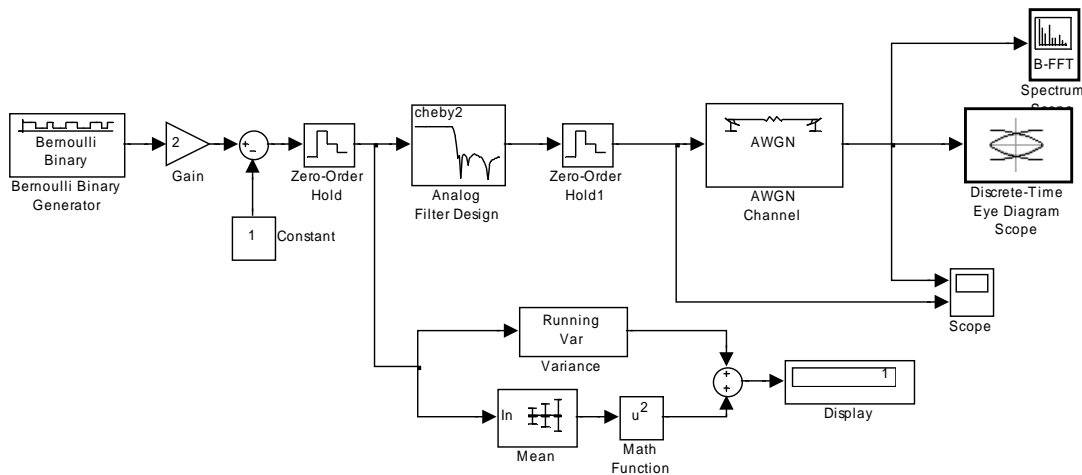 B-FFT
Spectrum
Bernoulli
Binary
Bernoulli Binary
Generator
2
Gain
1
Constant
Zero-Order
Hold
cheby2
Analog
Filter Design
Zero-Order
Hold1
AWGN
AWGN
Channel
Discrete-Time
Eye Diagram
Scope
Scope
Running
Var
Variance
In
Mean
u2
Math
Function
+
-
+
+
1
Display